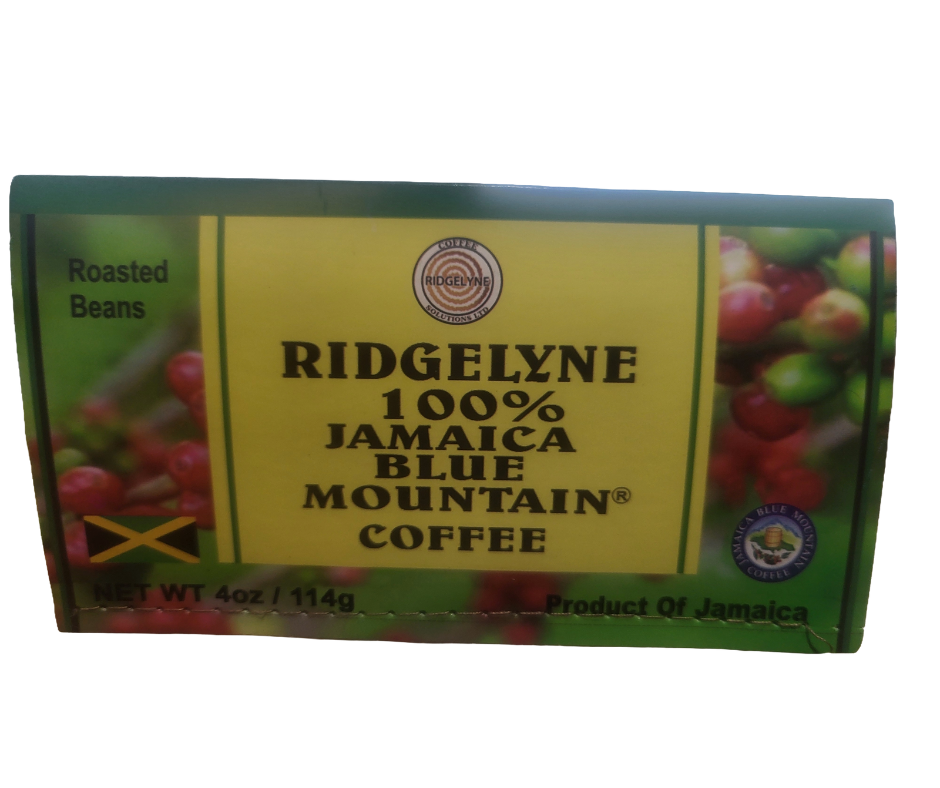 Roasted
Beans
COFFEE
RIDGELYNE
SOLUTIONS LTD
RIDGELYNE
100%
JAMAICA
BLUE
MOUNTAIN®
COFFEE
JAMAICA BLUE MOUNTAIN
COFFEE
NET WT 4oz / 114g
Product Of Jamaica